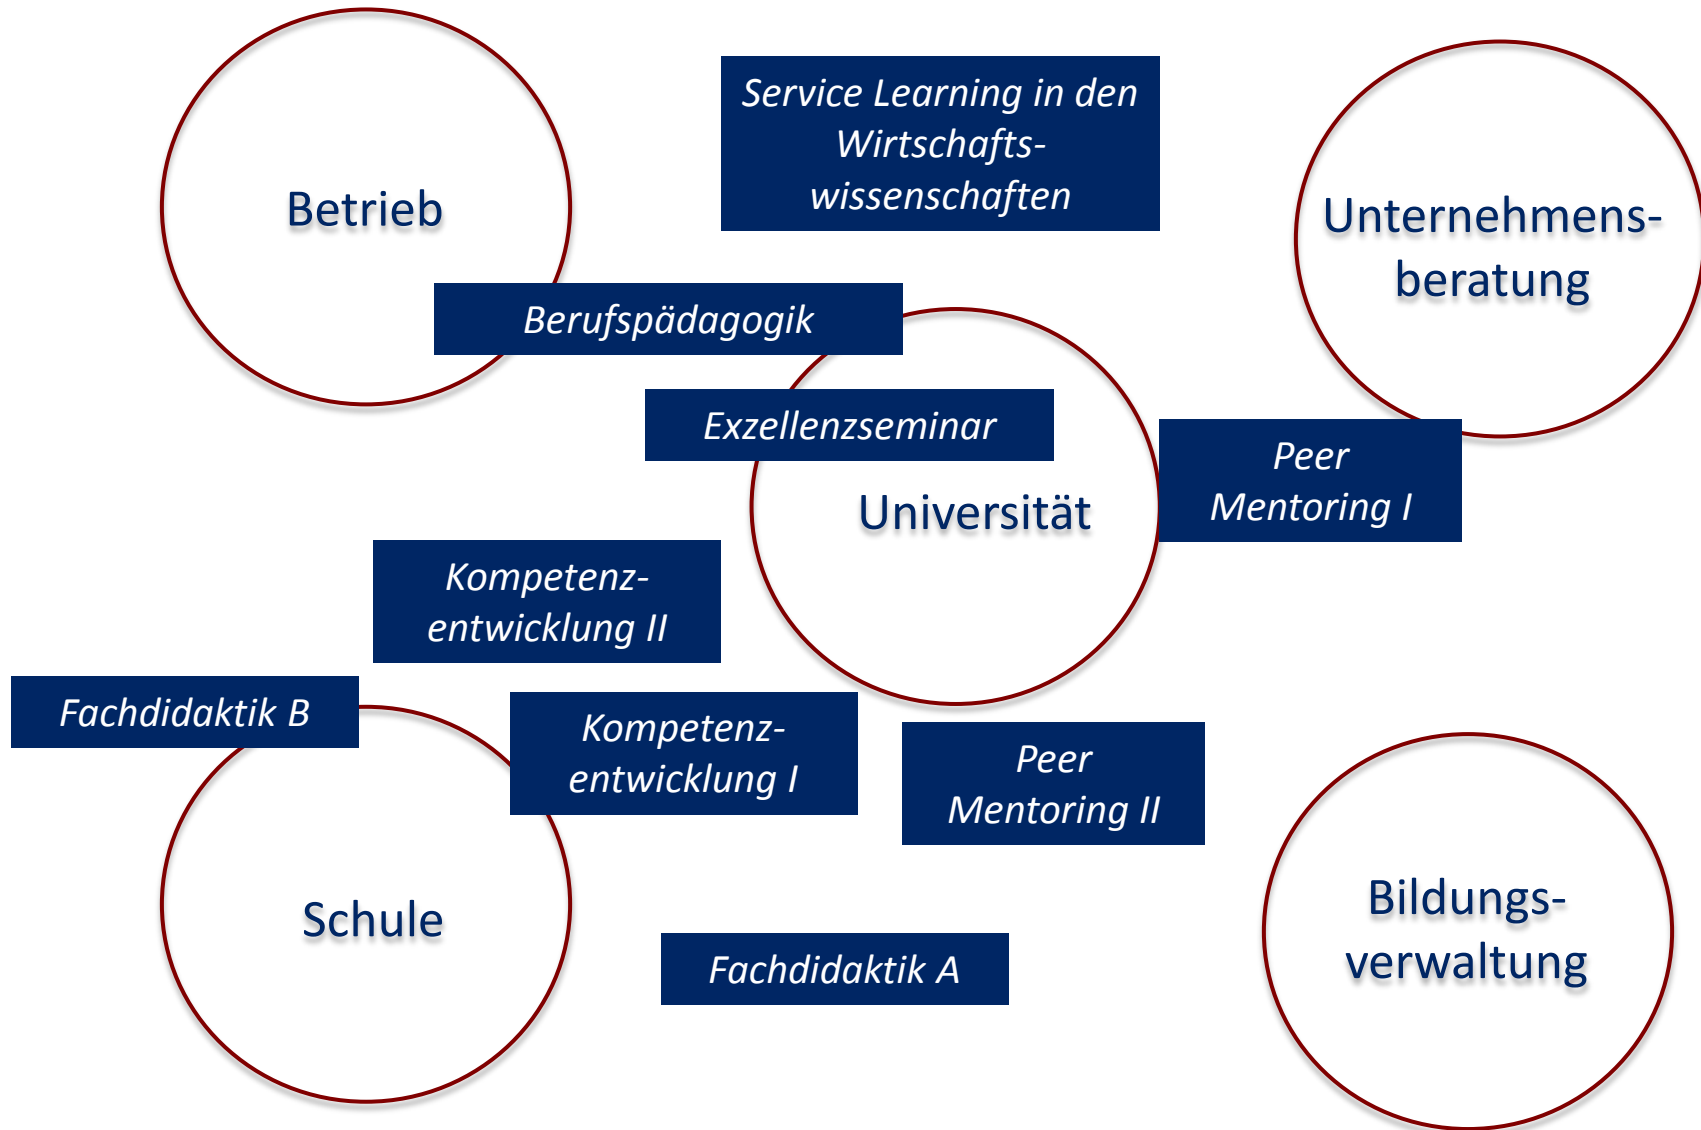 Service Learning in den
Wirtschafts-
wissenschaften
Betrieb
Unternehmens-
beratung
Berufspädagogik
Exzellenzseminar
Peer
Mentoring I
Universität
Kompetenz-
entwicklung II
Fachdidaktik B
Kompetenz-
entwicklung I
Peer
Mentoring II
Schule
Bildungs-
verwaltung
Fachdidaktik A